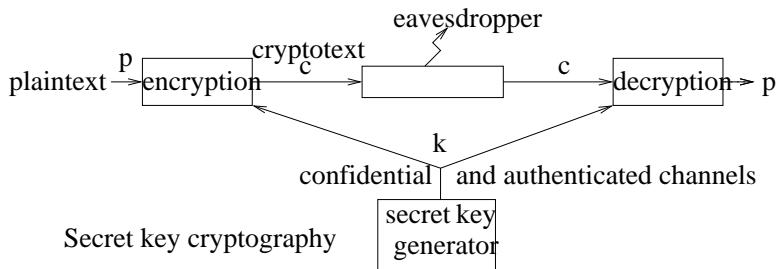 eavesdropper
cryptotext
p
plaintext
encryption
c
c
decryption
p
k
confidential and authenticated channels
secret key
generator
Secret key cryptography